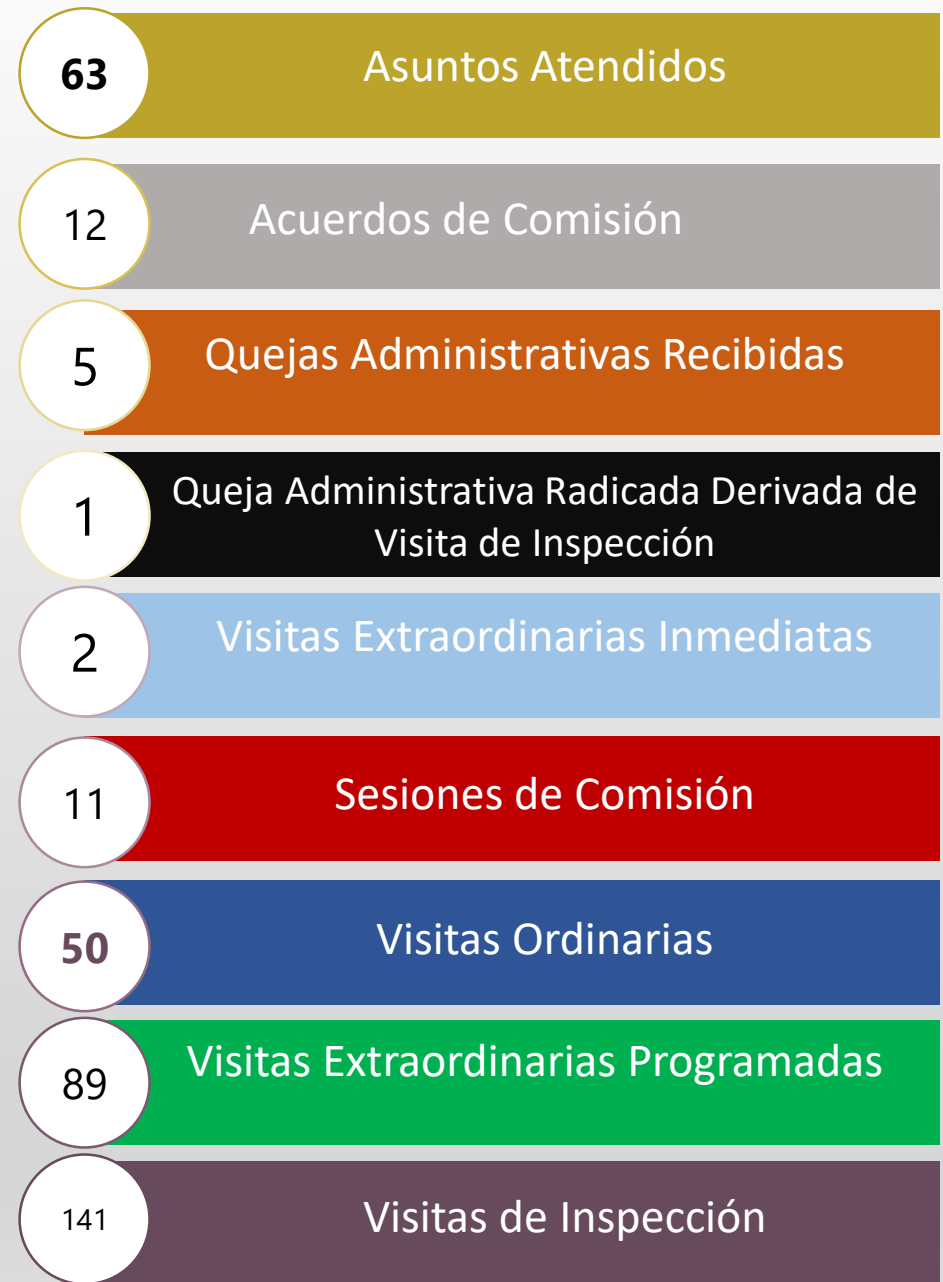 63 Asuntos Atendidos
12 Acuerdos de Comisión
5 Quejas Administrativas Recibidas
1 Queja Administrativa Radicada Derivada de
Visita de Inspección
2 Visitas Extraordinarias Inmediatas
11 Sesiones de Comisión
50 Visitas Ordinarias
89 Visitas Extraordinarias Programadas
141 Visitas de Inspección